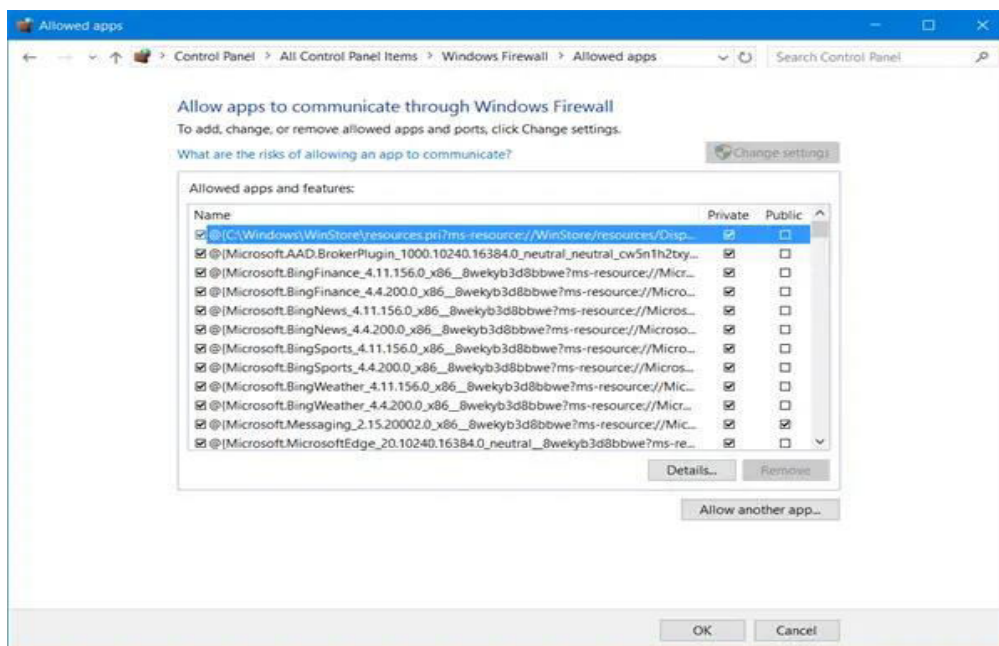 Allowed apps
Control Panel > All Control Panel Items > Windows Firewall > Allowed apps
Search Control Panel
Allow apps to communicate through Windows Firewall
To add, change, or remove allowed apps and ports, click Change settings.
What are the risks of allowing an app to communicate?
Change settings
Allowed apps and features:
Name Private Public
@{C:\Windows\WinStore\resources.pri?ms-resource://WinStore/resources/Disp...
@{Microsoft.AAD.BrokerPlugin_1000.10240.16384.0_neutral_neutral_cw5n1h2txy...
@{Microsoft.BingFinance_4.11.156.0_x86__8wekyb3d8bbwe?ms-resource://Micr...
@{Microsoft.BingFinance_4.4.200.0_x86__8wekyb3d8bbwe?ms-resource://Micro...
@{Microsoft.BingNews_4.11.156.0_x86__8wekyb3d8bbwe?ms-resource://Micros...
@{Microsoft.BingNews_4.4.200.0_x86__8wekyb3d8bbwe?ms-resource://Microso...
@{Microsoft.BingSports_4.11.156.0_x86__8wekyb3d8bbwe?ms-resource://Micro...
@{Microsoft.BingSports_4.4.200.0_x86__8wekyb3d8bbwe?ms-resource://Micros...
@{Microsoft.BingWeather_4.11.156.0_x86__8wekyb3d8bbwe?ms-resource://Mic...
@{Microsoft.BingWeather_4.4.200.0_x86__8wekyb3d8bbwe?ms-resource://Micr...
@{Microsoft.Messaging_2.15.20002.0_x86__8wekyb3d8bbwe?ms-resource://Mic...
@{Microsoft.MicrosoftEdge_20.10240.16384.0_neutral__8wekyb3d8bbwe?ms-re...
Details... Remove
Allow another app...
OK Cancel